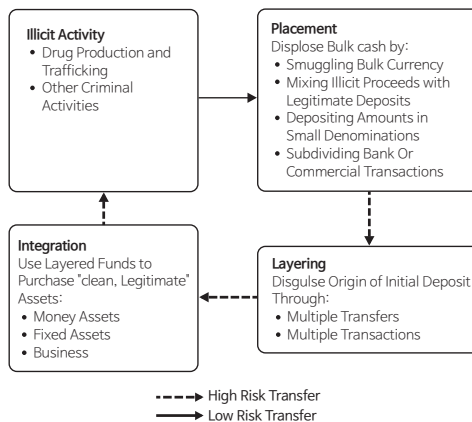 Illicit Activity
• Drug Production and
Trafficking
• Other Criminal
Activities
Placement
Displose Bulk cash by:
• Smuggling Bulk Currency
• Mixing Illicit Proceeds with
Legitimate Deposits
• Depositing Amounts in
Small Denominations
• Subdividing Bank Or
Commercial Transactions
Integration
Use Layered Funds to
Purchase "clean, Legitimate"
Assets:
• Money Assets
• Fixed Assets
• Business
Layering
Disgulse Origin of Initial Deposit
Through:
• Multiple Transfers
• Multiple Transactions
High Risk Transfer
Low Risk Transfer